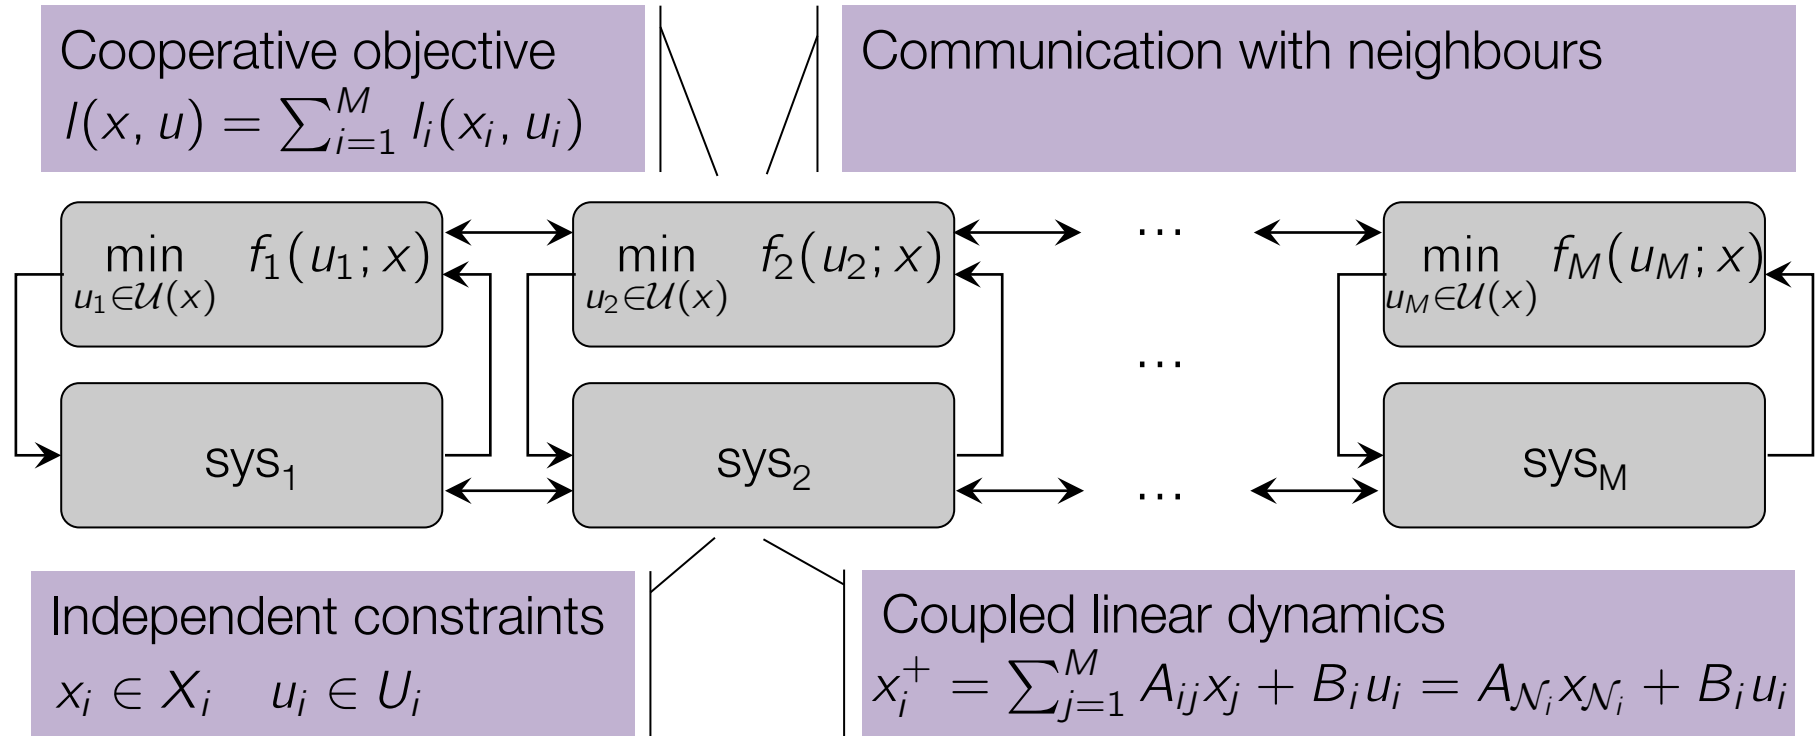 Cooperative objective
l(x, u) = ∑_{i=1}^{M} l_i(x_i, u_i)
Communication with neighbours
min_{u_1∈𝒰(x)} f_1(u_1; x)
min_{u_2∈𝒰(x)} f_2(u_2; x)
...
min_{u_M∈𝒰(x)} f_M(u_M; x)
...
sys_1
sys_2
...
sys_M
Independent constraints
x_i ∈ X_i u_i ∈ U_i
Coupled linear dynamics
x_i^+ = ∑_{j=1}^{M} A_{ij}x_j + B_iu_i = A_{𝒩_i}x_{𝒩_i} + B_iu_i